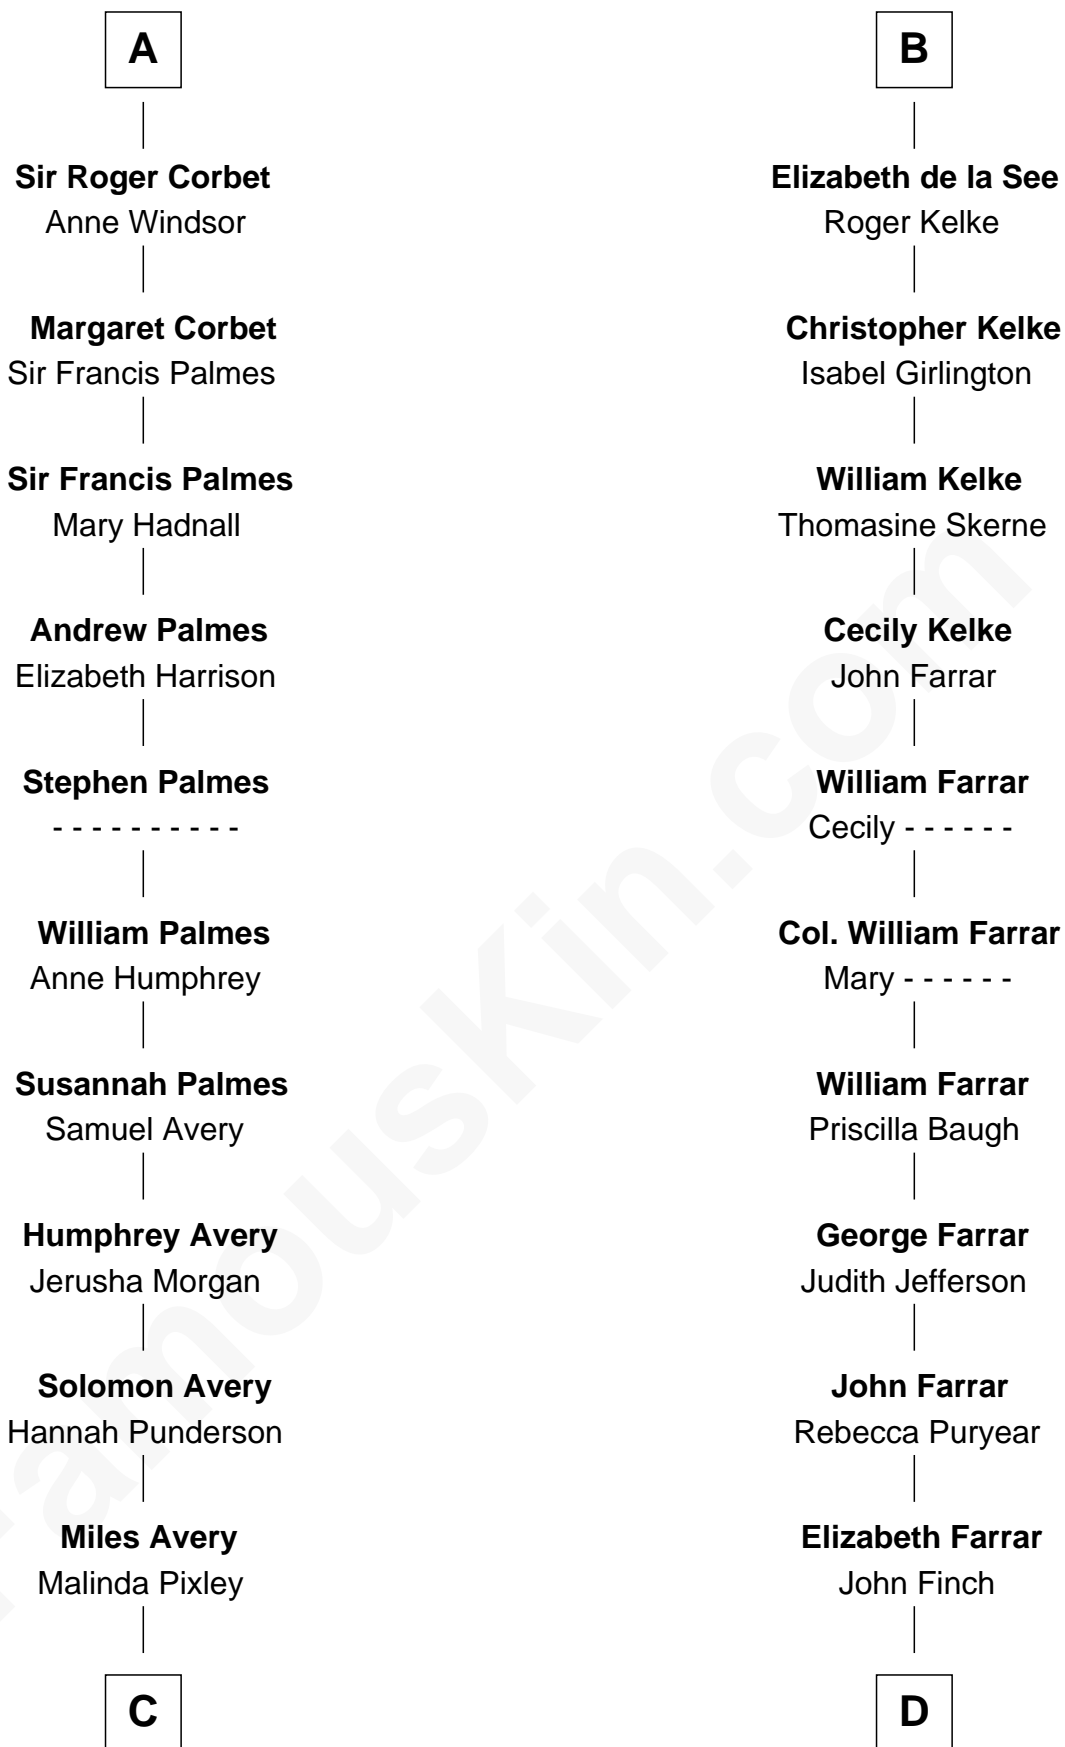 A
Sir Roger Corbet
Anne Windsor
Margaret Corbet
Sir Francis Palmes
Sir Francis Palmes
Mary Hadnall
Andrew Palmes
Elizabeth Harrison
Stephen Palmes
- - - - - - - - - -
William Palmes
Anne Humphrey
Susannah Palmes
Samuel Avery
Humphrey Avery
Jerusha Morgan
Solomon Avery
Hannah Punderson
Miles Avery
Malinda Pixley
C
B
Elizabeth de la See
Roger Kelke
Christopher Kelke
Isabel Girlington
William Kelke
Thomasine Skerne
Cecily Kelke
John Farrar
William Farrar
Cecily - - - - - -
Col. William Farrar
Mary - - - - - -
William Farrar
Priscilla Baugh
George Farrar
Judith Jefferson
John Farrar
Rebecca Puryear
Elizabeth Farrar
John Finch
D
FamousKin.com